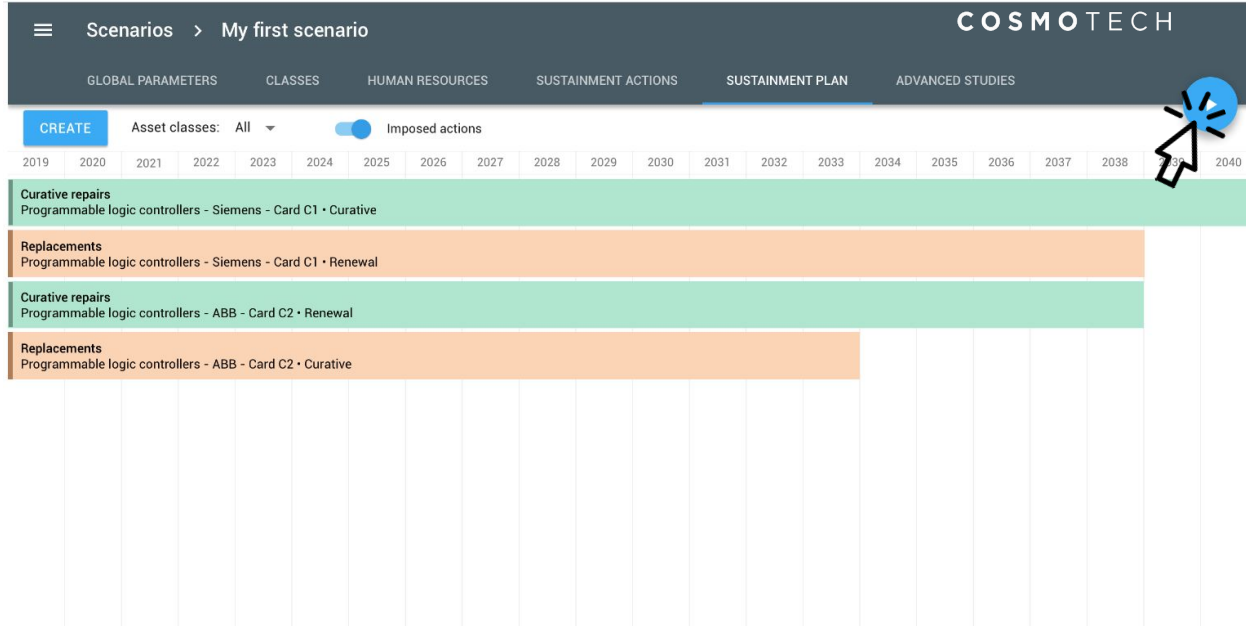 Scenarios > My first scenario
COSMOTECH
GLOBAL PARAMETERS CLASSES HUMAN RESOURCES SUSTAINMENT ACTIONS SUSTAINMENT PLAN ADVANCED STUDIES
CREATE Asset classes: All Imposed actions
2019 2020 2021 2022 2023 2024 2025 2026 2027 2028 2029 2030 2031 2032 2033 2034 2035 2036 2037 2038 2039 2040
Curative repairs
Programmable logic controllers - Siemens - Card C1 • Curative
Replacements
Programmable logic controllers - Siemens - Card C1 • Renewal
Curative repairs
Programmable logic controllers - ABB - Card C2 • Renewal
Replacements
Programmable logic controllers - ABB - Card C2 • Curative